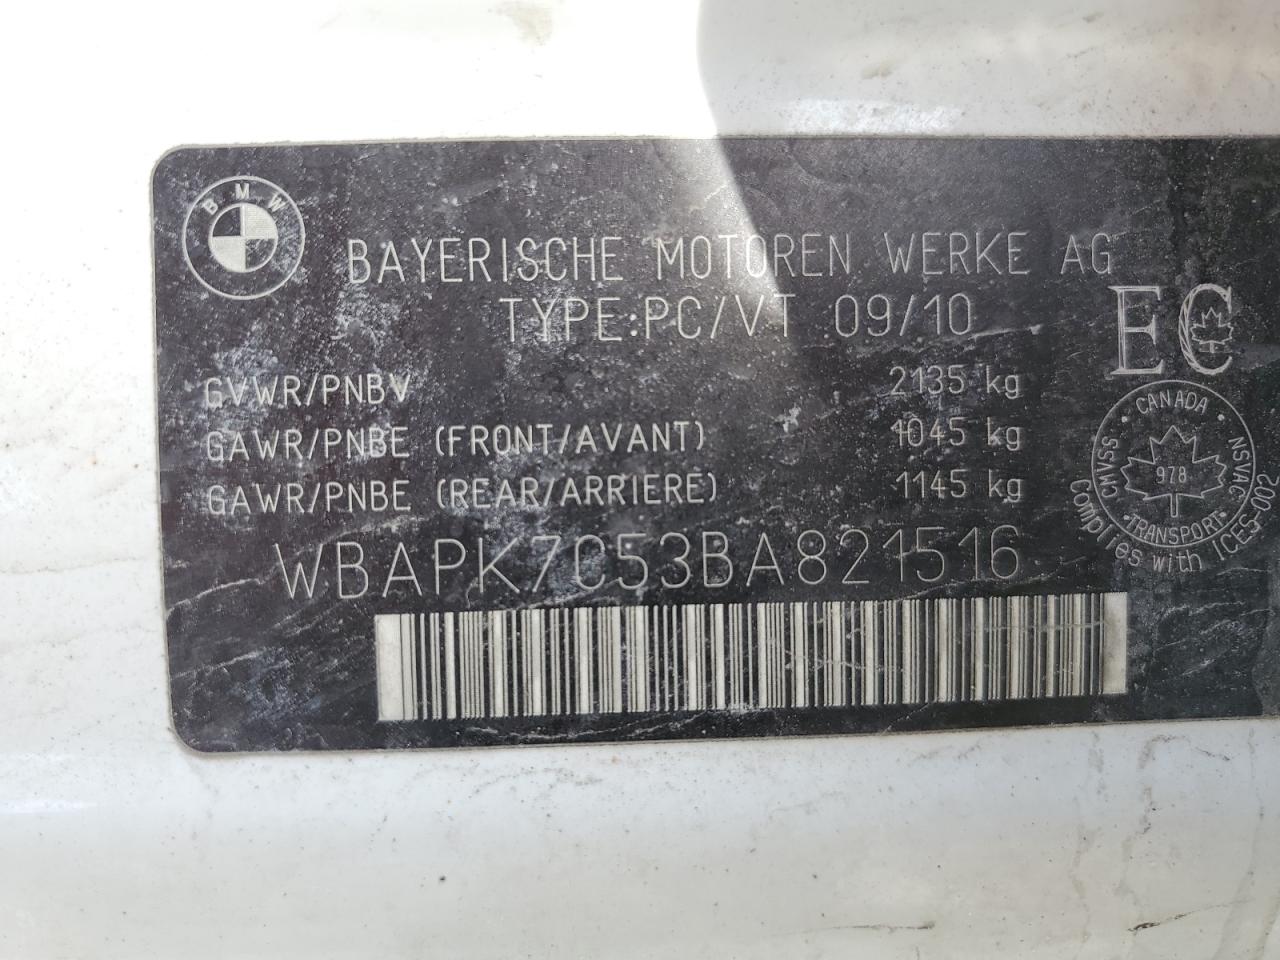 BMW
BAYERISCHE MOTOREN WERKE AG
TYPE:PC/VT 09/10
EC
GVWR/PNBV 2135 kg
GAWR/PNBE (FRONT/AVANT) 1045 kg
GAWR/PNBE (REAR/ARRIERE) 1145 kg
WBAPK7C53BA821516
· CANADA · NSVAC · TRANSPORT · CMVSS
978
Complies with ICES-002